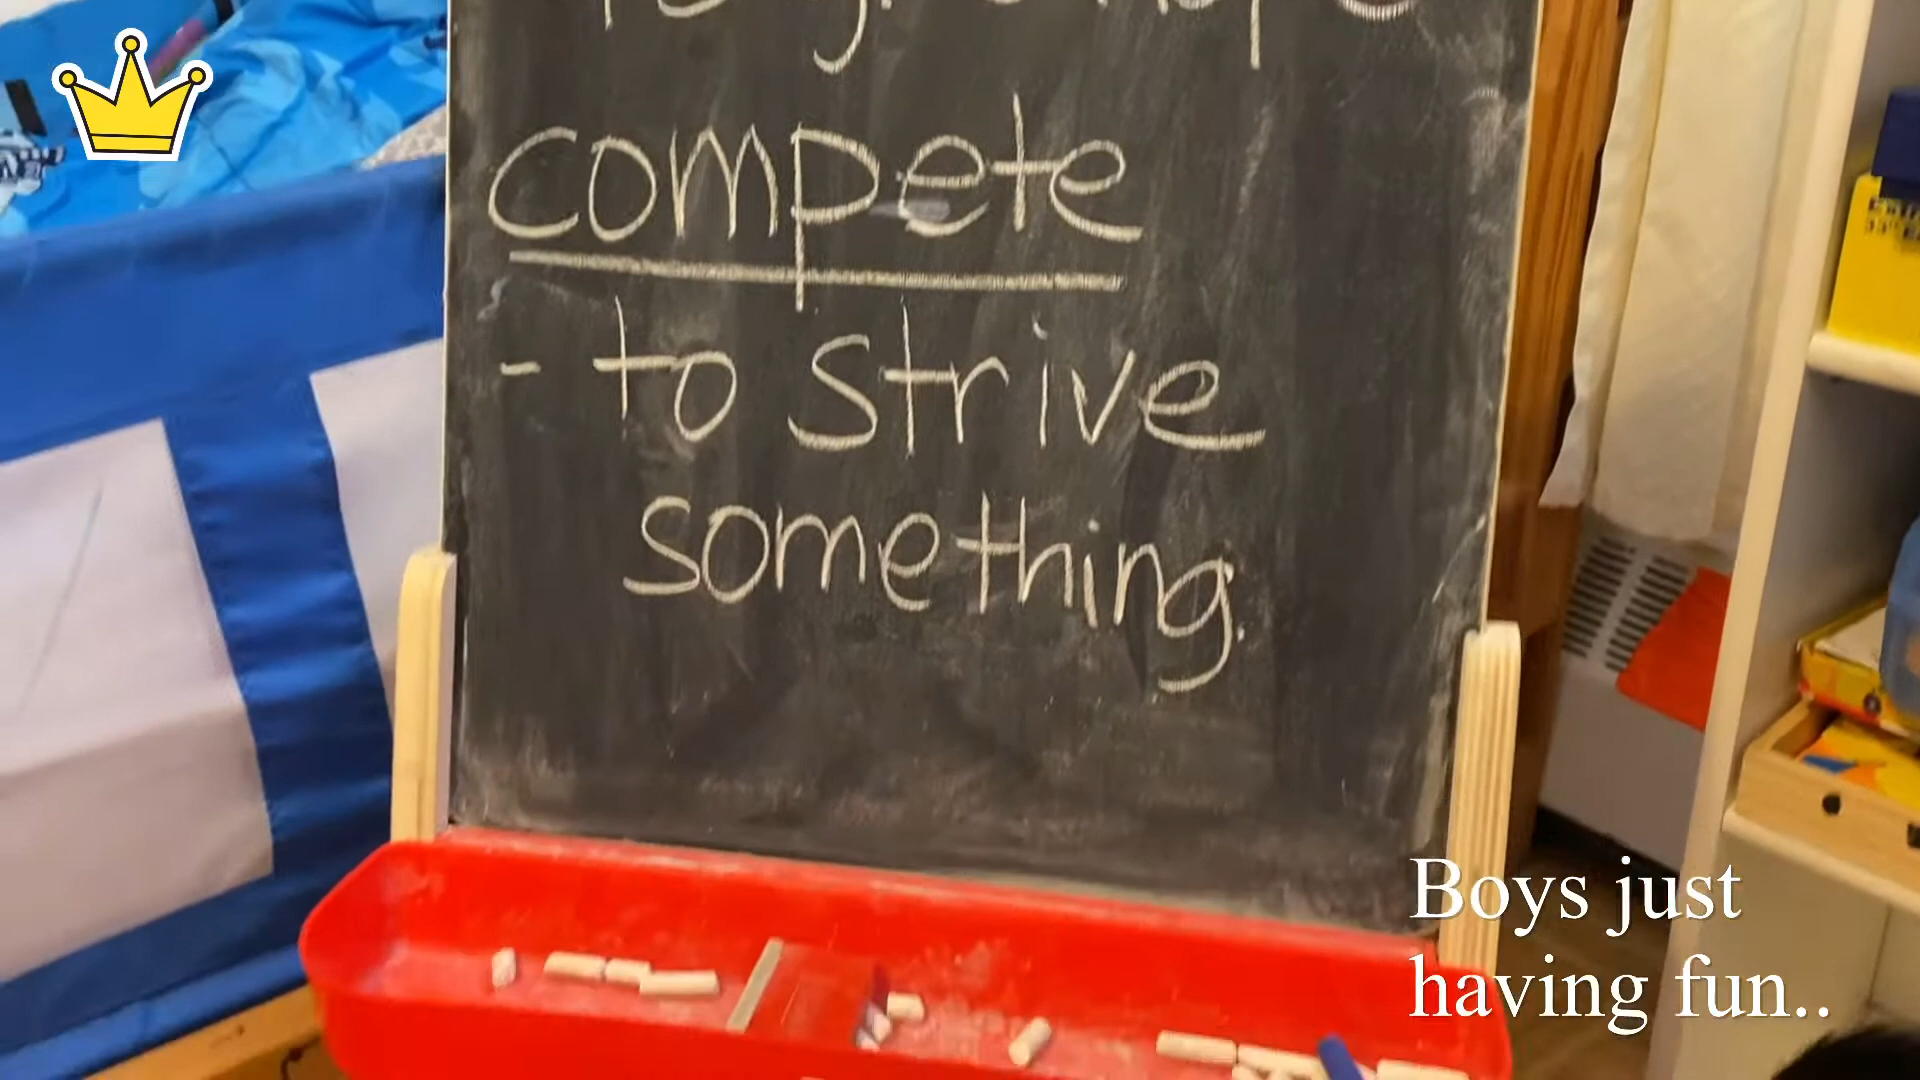 compete
- to strive
something.
Boys just
having fun..